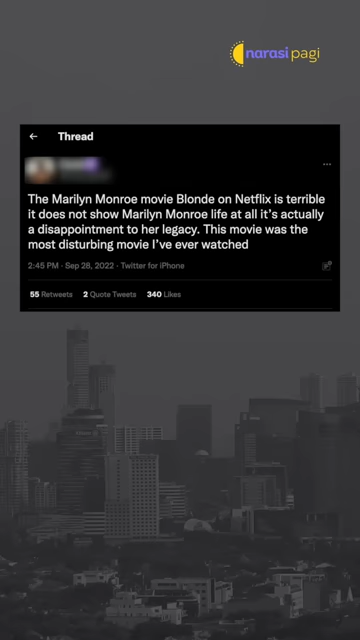 narasi pagi
Thread
The Marilyn Monroe movie Blonde on Netflix is terrible
it does not show Marilyn Monroe life at all it's actually
a disappointment to her legacy. This movie was the
most disturbing movie I've ever watched
2:45 PM · Sep 28, 2022 · Twitter for iPhone
55 Retweets 2 Quote Tweets 340 Likes